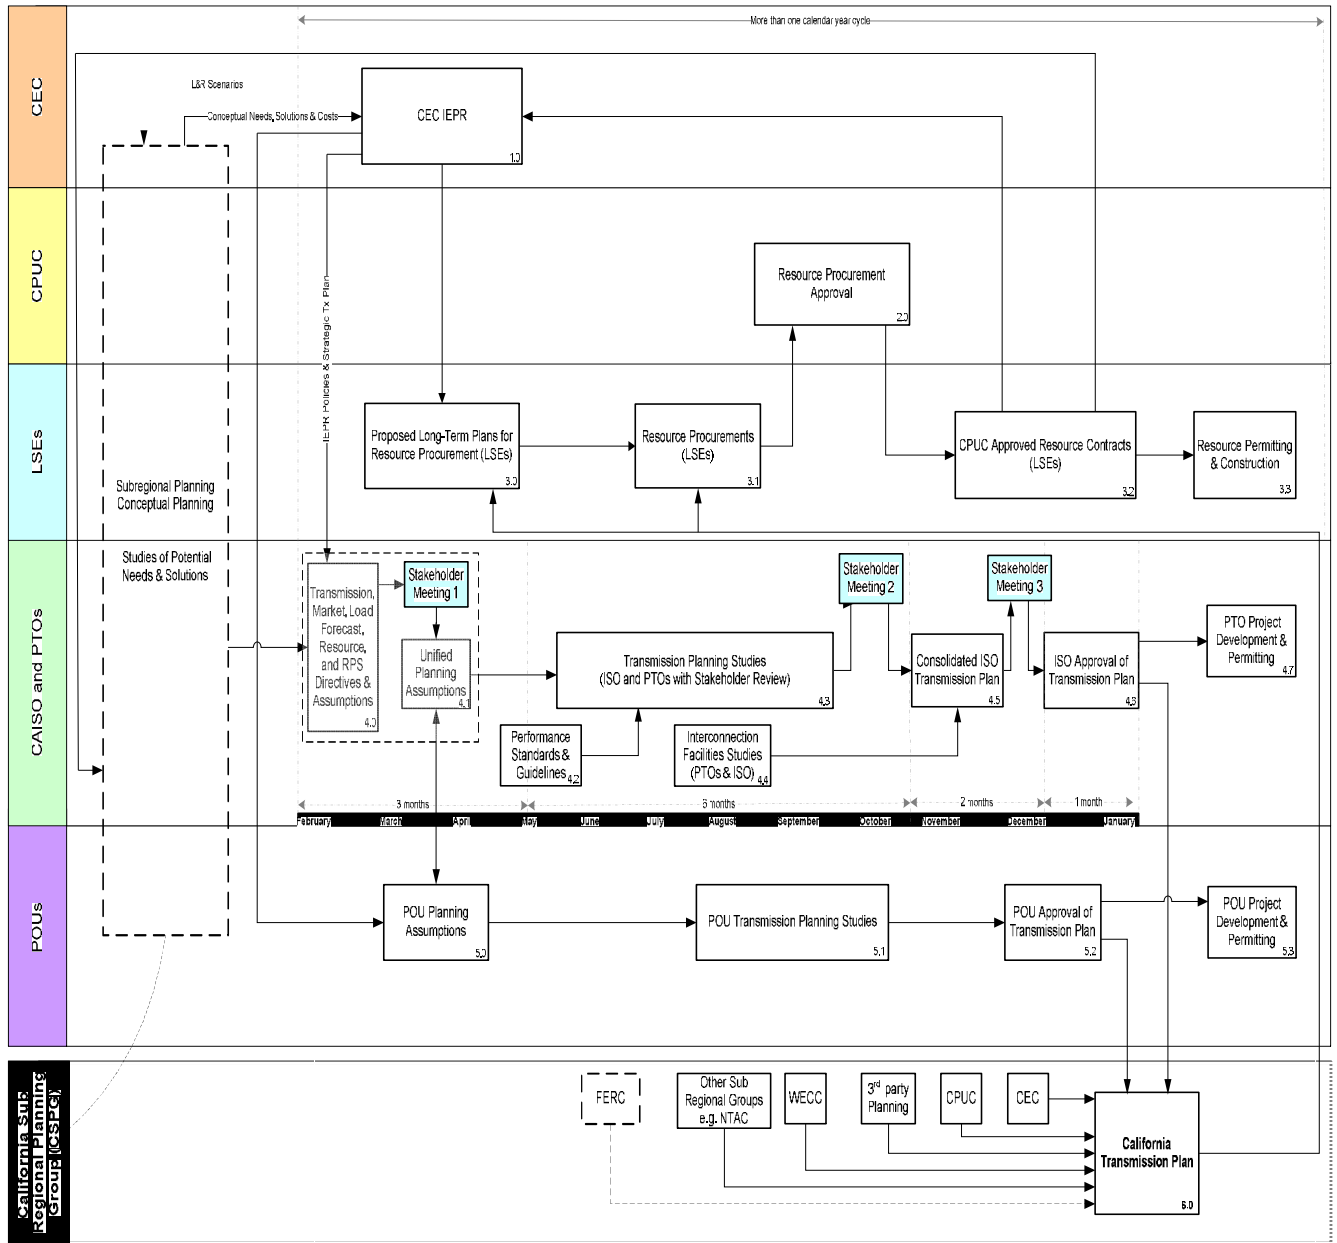 More than one calendar year cycle
CEC
L&R Scenarios
Conceptual Needs, Solutions & Costs
CEC IEPR
1.0
CPUC
IEPR Policies & Strategic Tx Plan
Resource Procurement
Approval
2.0
LSEs
Proposed Long-Term Plans for
Resource Procurement (LSEs)
3.0
Resource Procurements
(LSEs)
3.1
CPUC Approved Resource Contracts
(LSEs)
3.2
Resource Permitting
& Construction
3.3
Subregional Planning
Conceptual Planning
Studies of Potential
Needs & Solutions
CAISO and PTOs
Transmission,
Market, Load
Forecast,
Resource,
and RPS
Directives &
Assumptions
4.0
Stakeholder
Meeting 1
Unified
Planning
Assumptions
4.1
Transmission Planning Studies
(ISO and PTOs with Stakeholder Review)
4.3
Performance
Standards &
Guidelines
4.2
Interconnection
Facilities Studies
(PTOs & ISO)
4.4
Stakeholder
Meeting 2
Consolidated ISO
Transmission Plan
4.5
Stakeholder
Meeting 3
ISO Approval of
Transmission Plan
4.6
PTO Project
Development &
Permitting
4.7
3 months
6 months
2 months
1 month
February
March
April
May
June
July
August
September
October
November
December
January
POUs
POU Planning
Assumptions
5.0
POU Transmission Planning Studies
5.1
POU Approval of
Transmission Plan
5.2
POU Project
Development &
Permitting
5.3
California Sub
Regional Planning
Group (CSPG)
FERC
Other Sub
Regional Groups
e.g. NTAC
WECC
3rd party
Planning
CPUC
CEC
California
Transmission Plan
6.0